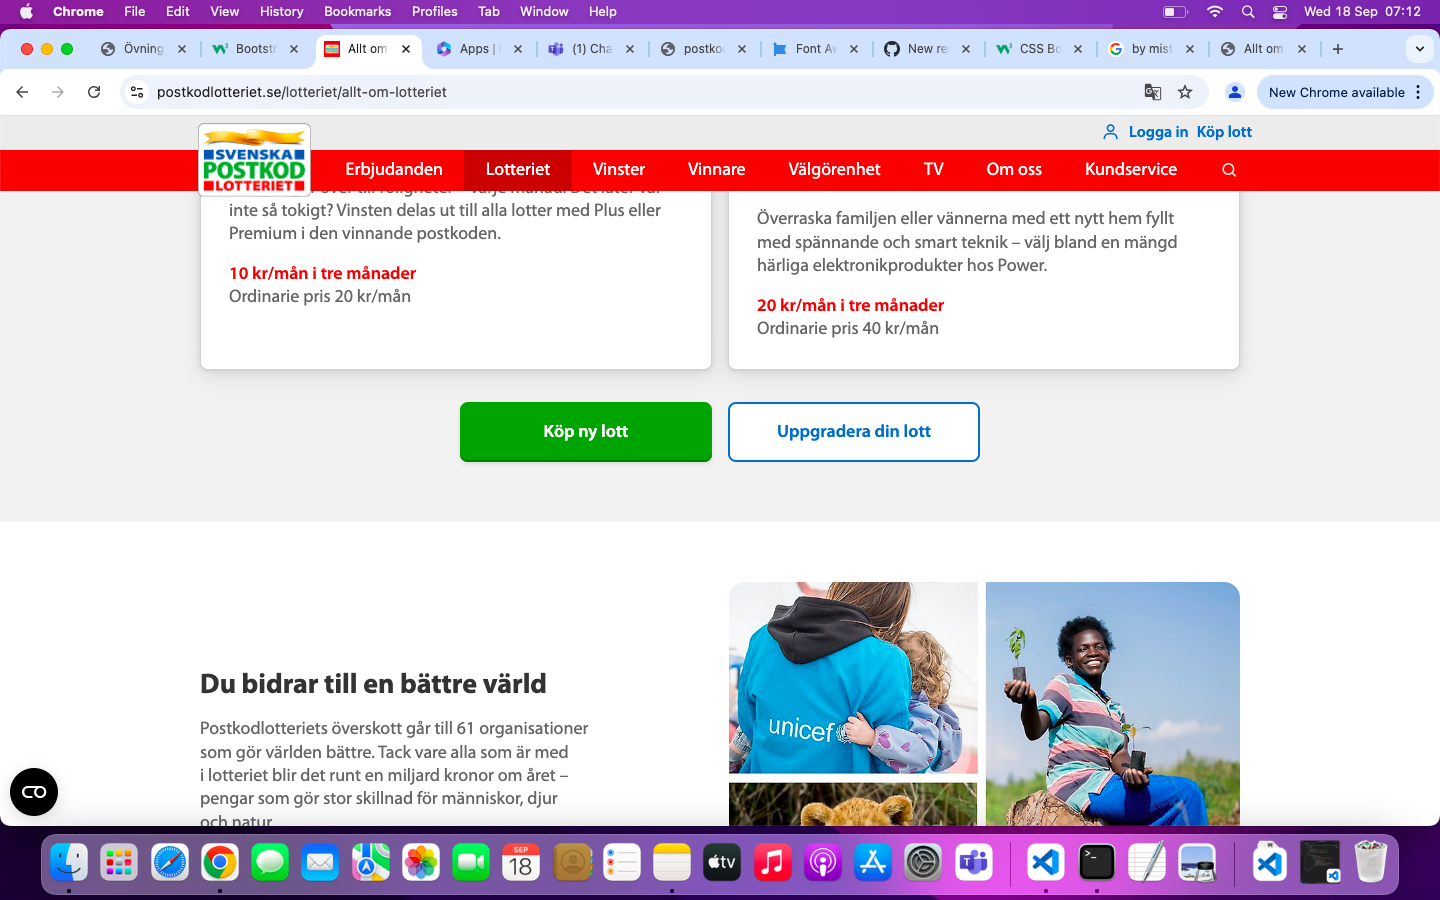 Chrome File Edit View History Bookmarks Profiles Tab Window Help Wed 18 Sep 07:12
Övning Bootstr Allt om Apps | (1) Cha postko Font Aw New re CSS Bo by mist Allt om
postkodlotteriet.se/lotteriet/allt-om-lotteriet New Chrome available
Logga in Köp lott
SVENSKA
POSTKOD
LOTTERIET
Erbjudanden Lotteriet Vinster Vinnare Välgörenhet TV Om oss Kundservice
inte så tokigt? Vinsten delas ut till alla lotter med Plus eller
Premium i den vinnande postkoden.
10 kr/mån i tre månader
Ordinarie pris 20 kr/mån
Överraska familjen eller vännerna med ett nytt hem fyllt
med spännande och smart teknik – välj bland en mängd
härliga elektronikprodukter hos Power.
20 kr/mån i tre månader
Ordinarie pris 40 kr/mån
Köp ny lott Uppgradera din lott
Du bidrar till en bättre värld
Postkodlotteriets överskott går till 61 organisationer
som gör världen bättre. Tack vare alla som är med
i lotteriet blir det runt en miljard kronor om året –
pengar som gör stor skillnad för människor, djur
och natur
unicef
SEP
18
tv